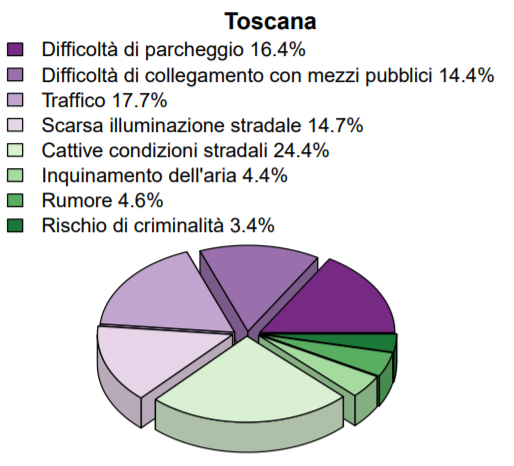 Toscana
Difficoltà di parcheggio 16.4%
Difficoltà di collegamento con mezzi pubblici 14.4%
Traffico 17.7%
Scarsa illuminazione stradale 14.7%
Cattive condizioni stradali 24.4%
Inquinamento dell'aria 4.4%
Rumore 4.6%
Rischio di criminalità 3.4%